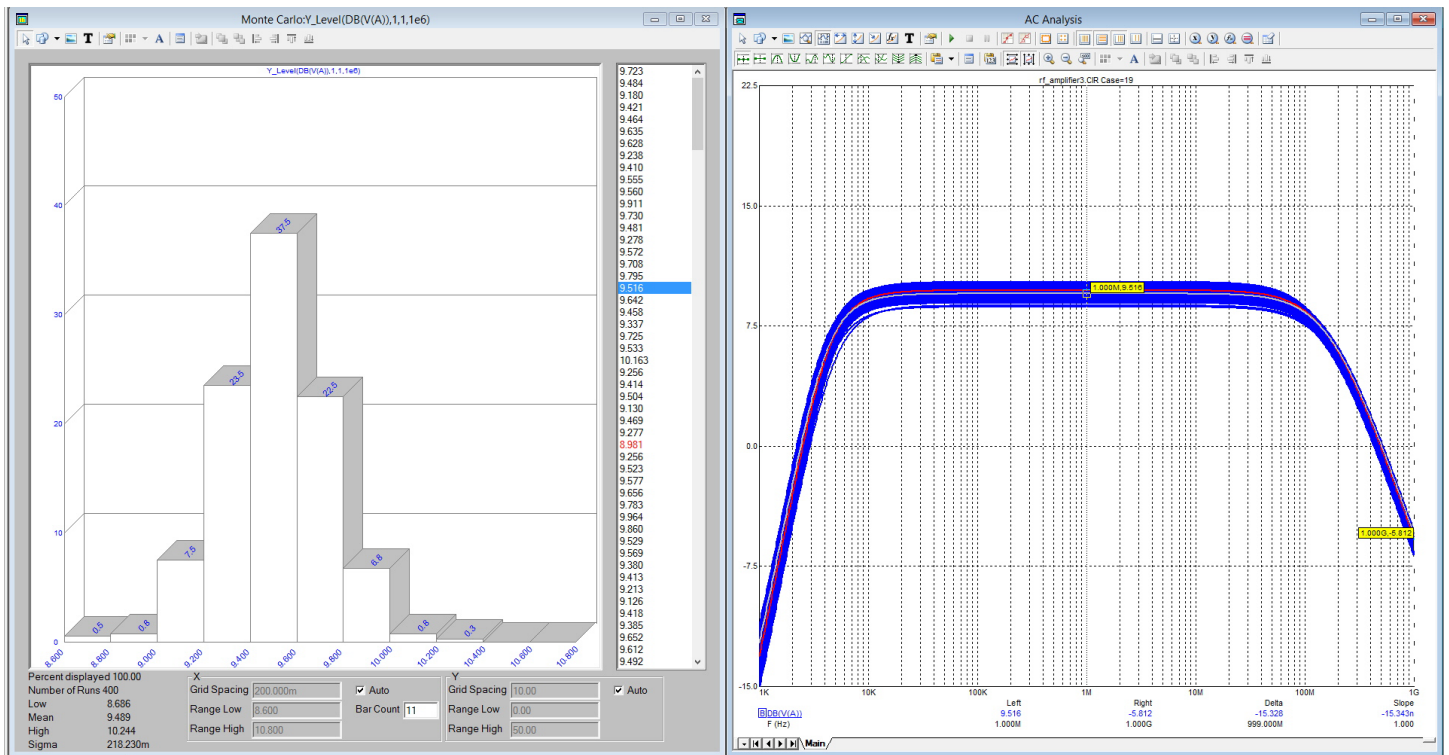 Monte Carlo:Y_Level(DB(V(A)),1,1,1e6)
T
A
Y_Level(DB(V(A)),1,1,1e6)
50
40
30
20
10
0
0.5
0.8
7.5
23.5
37.5
22.5
6.8
0.8
0.3
8.600
8.800
9.000
9.200
9.400
9.600
9.800
10.000
10.200
10.400
10.600
10.800
9.723
9.484
9.180
9.421
9.464
9.635
9.628
9.238
9.410
9.555
9.560
9.911
9.730
9.481
9.278
9.572
9.708
9.795
9.516
9.642
9.458
9.337
9.725
9.533
10.163
9.256
9.414
9.504
9.130
9.469
9.277
8.981
9.256
9.523
9.577
9.656
9.783
9.964
9.860
9.529
9.569
9.380
9.413
9.213
9.126
9.418
9.385
9.652
9.612
9.492
Percent displayed 100.00
Number of Runs 400
Low 8.686
Mean 9.489
High 10.244
Sigma 218.230m
X
Grid Spacing 200.000m Auto
Range Low 8.600 Bar Count 11
Range High 10.800
Y
Grid Spacing 10.00 Auto
Range Low 0.00
Range High 50.00
AC Analysis
T
A
rf_amplifier3.CIR Case=19
22.5
15.0
7.5
0.0
-7.5
-15.0
1.000M,9.516
1.000G,-5.812
1K 10K 100K 1M 10M 100M 1G
Left Right Delta Slope
B DB(V(A)) 9.516 -5.812 -15.328 -15.343n
F (Hz) 1.000M 1.000G 999.000M 1.000
Main